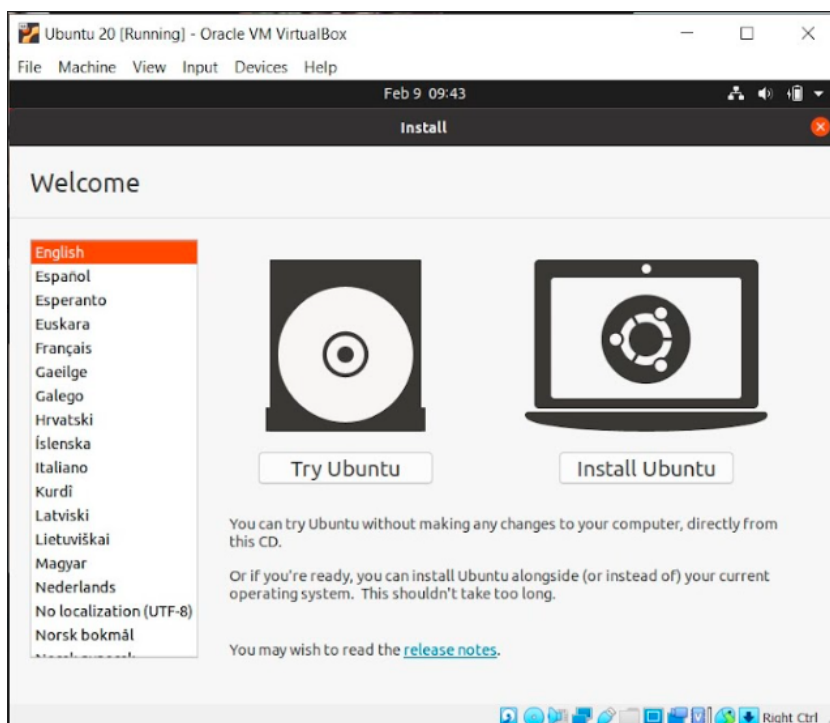 Ubuntu 20 [Running] - Oracle VM VirtualBox
File Machine View Input Devices Help
Feb 9 09:43
Install
Welcome
English
Español
Esperanto
Euskara
Français
Gaeilge
Galego
Hrvatski
Íslenska
Italiano
Kurdî
Latviski
Lietuviškai
Magyar
Nederlands
No localization (UTF-8)
Norsk bokmål
Try Ubuntu
Install Ubuntu
You can try Ubuntu without making any changes to your computer, directly from
this CD.
Or if you're ready, you can install Ubuntu alongside (or instead of) your current
operating system. This shouldn't take too long.
You may wish to read the release notes.
Right Ctrl